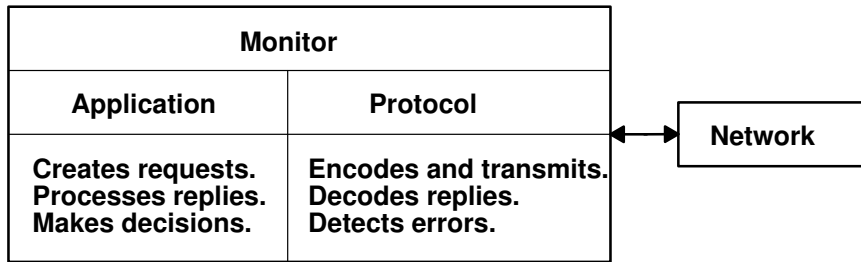 Monitor
Application
Protocol
Creates requests.
Processes replies.
Makes decisions.
Encodes and transmits.
Decodes replies.
Detects errors.
Network